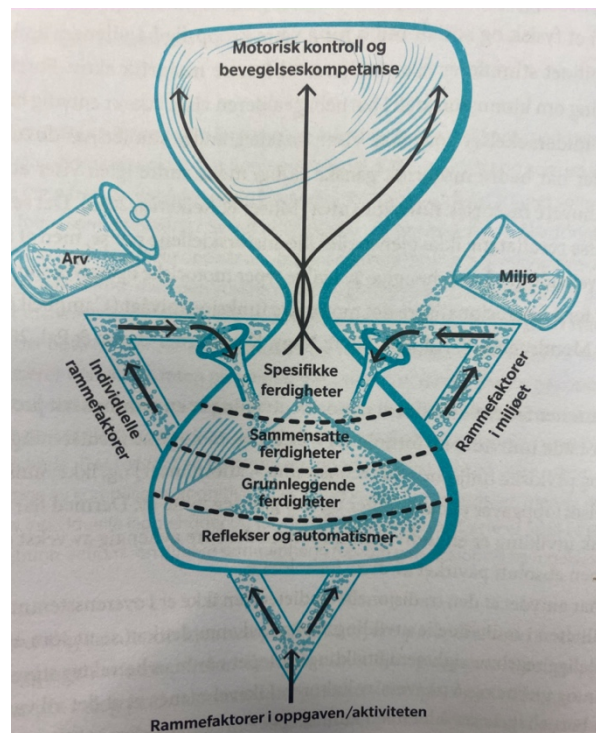 Motorisk kontroll og
bevegelseskompetanse
Arv
Miljø
Individuelle
rammefaktorer
Rammefaktorer
i miljøet
Spesifikke
ferdigheter
Sammensatte
ferdigheter
Grunnleggende
ferdigheter
Reflekser og automatismer
Rammefaktorer i oppgaven/aktiviteten